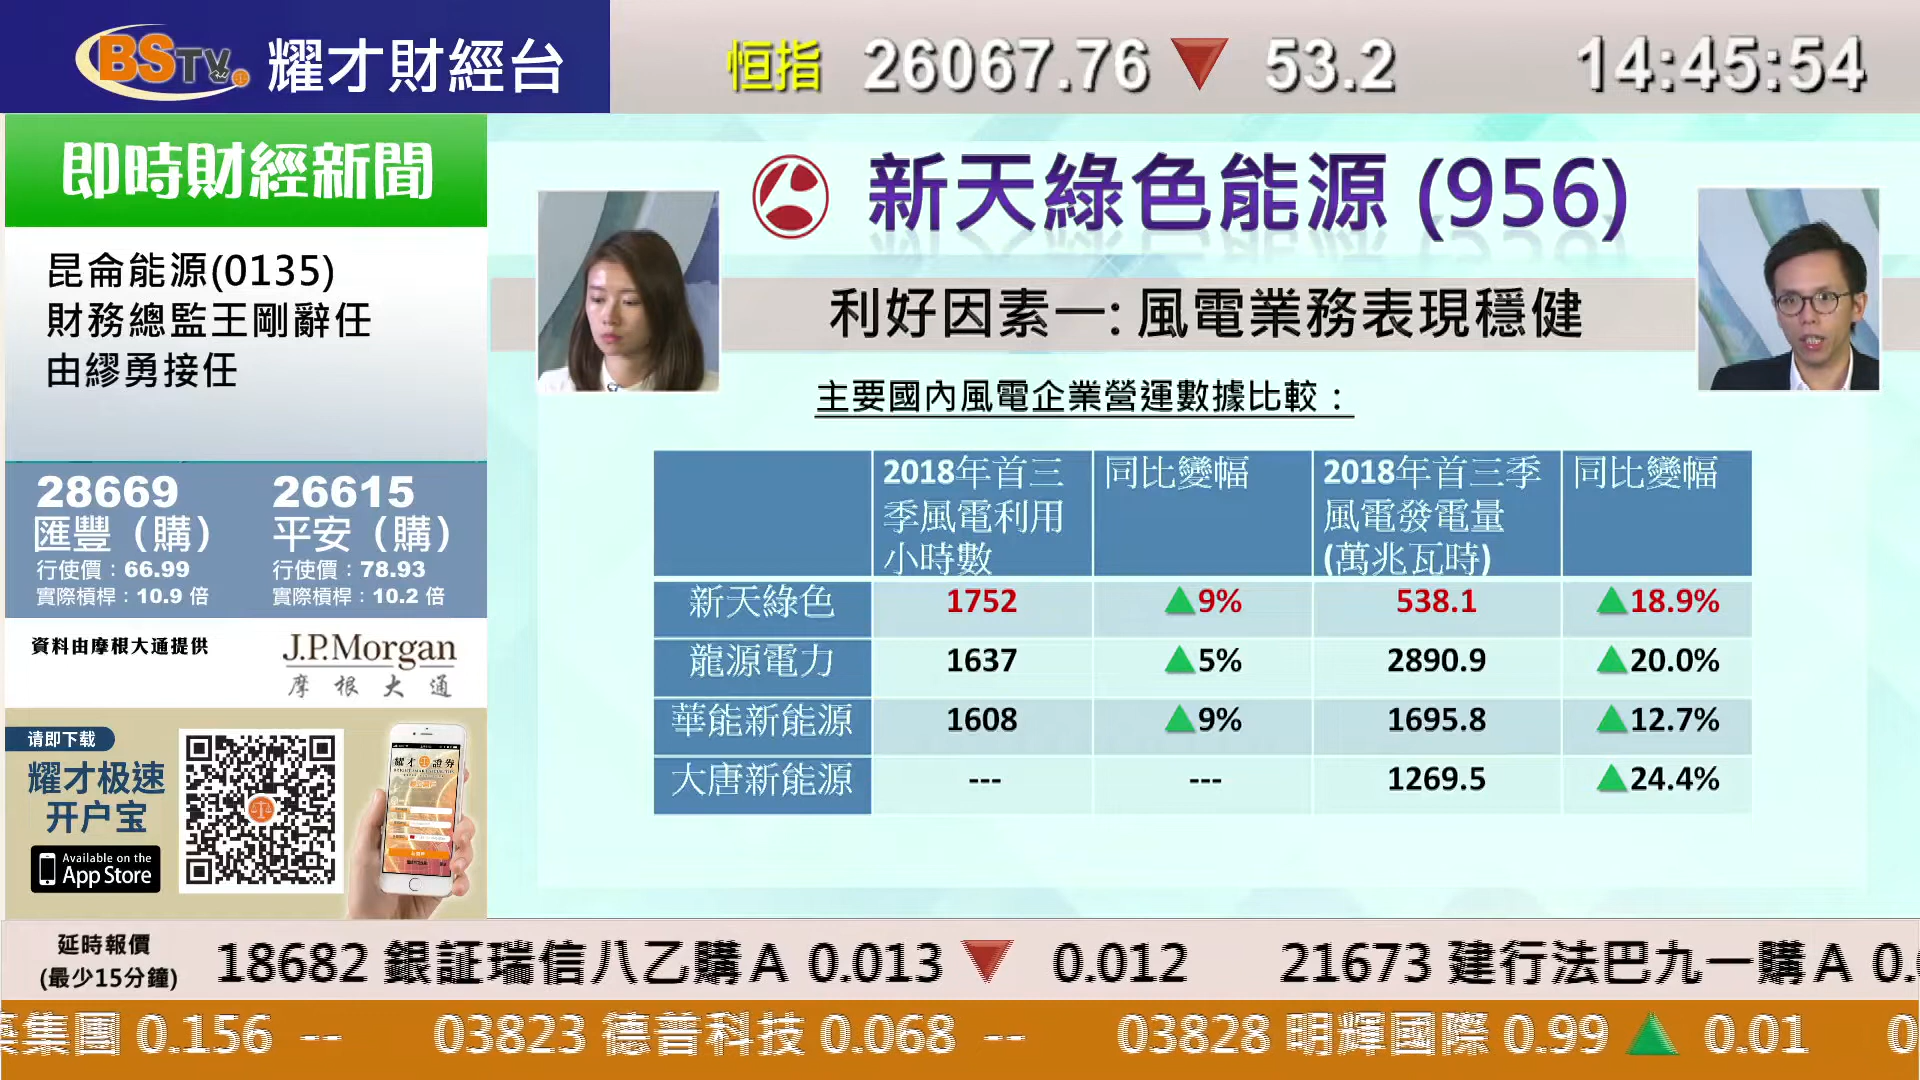 BSTV 耀才財經台
恒指 26067.76 ▼ 53.2 14:45:54
即時財經新聞
昆侖能源(0135)
財務總監王剛辭任
由繆勇接任
28669
匯豐（購）
行使價：66.99
實際槓桿：10.9 倍
26615
平安（購）
行使價：78.93
實際槓桿：10.2 倍
資料由摩根大通提供
J.P.Morgan
摩根大通
请即下载
耀才极速
开户宝
Available on the
App Store
耀才證券
新天綠色能源 (956)
利好因素一: 風電業務表現穩健
主要國內風電企業營運數據比較：
2018年首三季風電利用小時數 同比變幅 2018年首三季風電發電量(萬兆瓦時) 同比變幅
新天綠色 1752 ▲9% 538.1 ▲18.9%
龍源電力 1637 ▲5% 2890.9 ▲20.0%
華能新能源 1608 ▲9% 1695.8 ▲12.7%
大唐新能源 --- --- 1269.5 ▲24.4%
延時報價
(最少15分鐘)
18682 銀証瑞信八乙購A 0.013 ▼ 0.012 21673 建行法巴九一購A 0.
集團 0.156 -- 03823 德普科技 0.068 -- 03828 明輝國際 0.99 ▲ 0.01 0